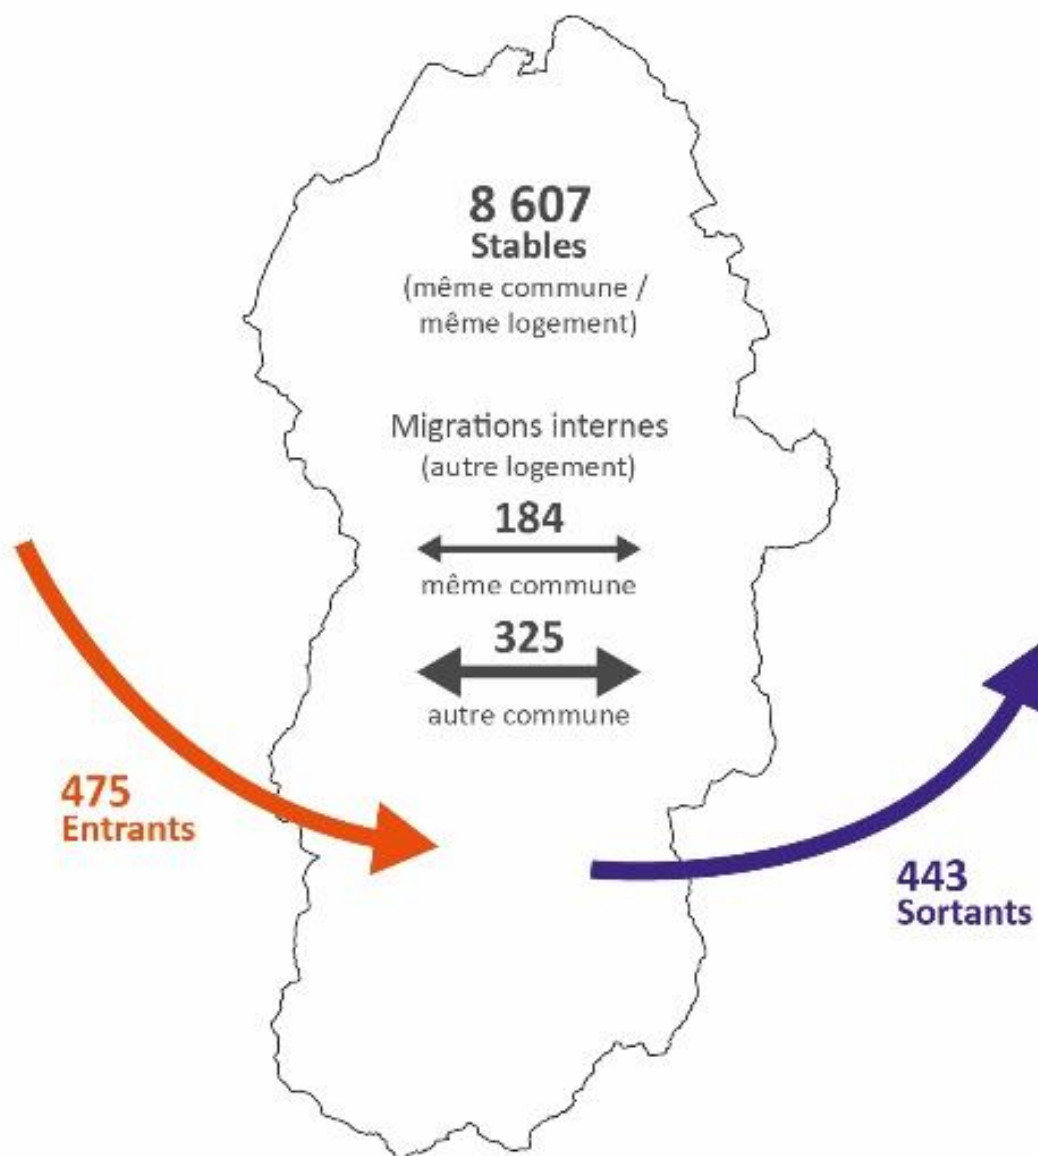 8 607
Stables
(même commune /
même logement)
Migrations internes
(autre logement)
184
même commune
325
autre commune
475
Entrants
443
Sortants